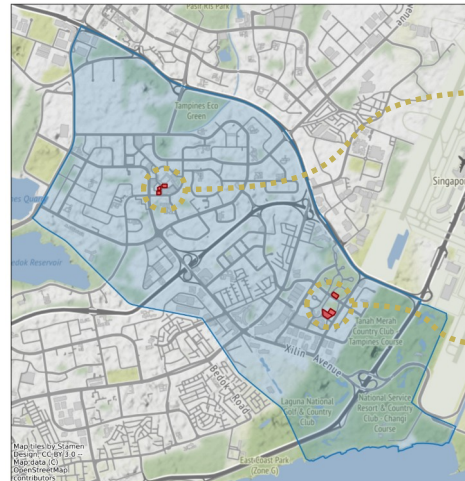 Pasir Ris Park
Avenue
Tampines Eco
Green
Singapo
Quarry
Bedok Reservoir
Tanah Merah
Country Club
Tampines Course
Xilin Avenue
Bedok Road
Laguna National
Golf & Country
Club
National Service
Resort & Country
Club -Changi
Course
East Coast Park
(Zone G)
Map tiles by Stamen
Design, CC BY 3.0 --
Map data (C)
OpenStreetMap
contributors